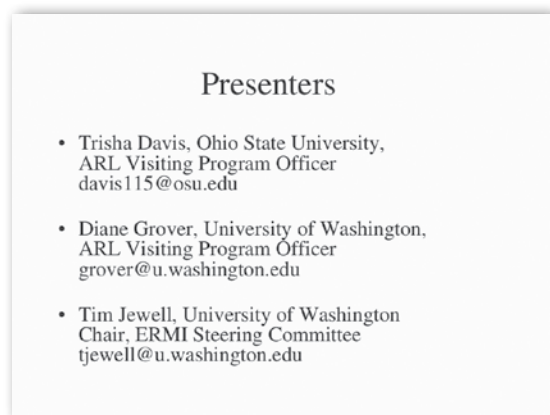 Presenters
• Trisha Davis, Ohio State University,
ARL Visiting Program Officer
davis115@osu.edu
• Diane Grover, University of Washington,
ARL Visiting Program Officer
grover@u.washington.edu
• Tim Jewell, University of Washington
Chair, ERMI Steering Committee
tjewell@u.washington.edu